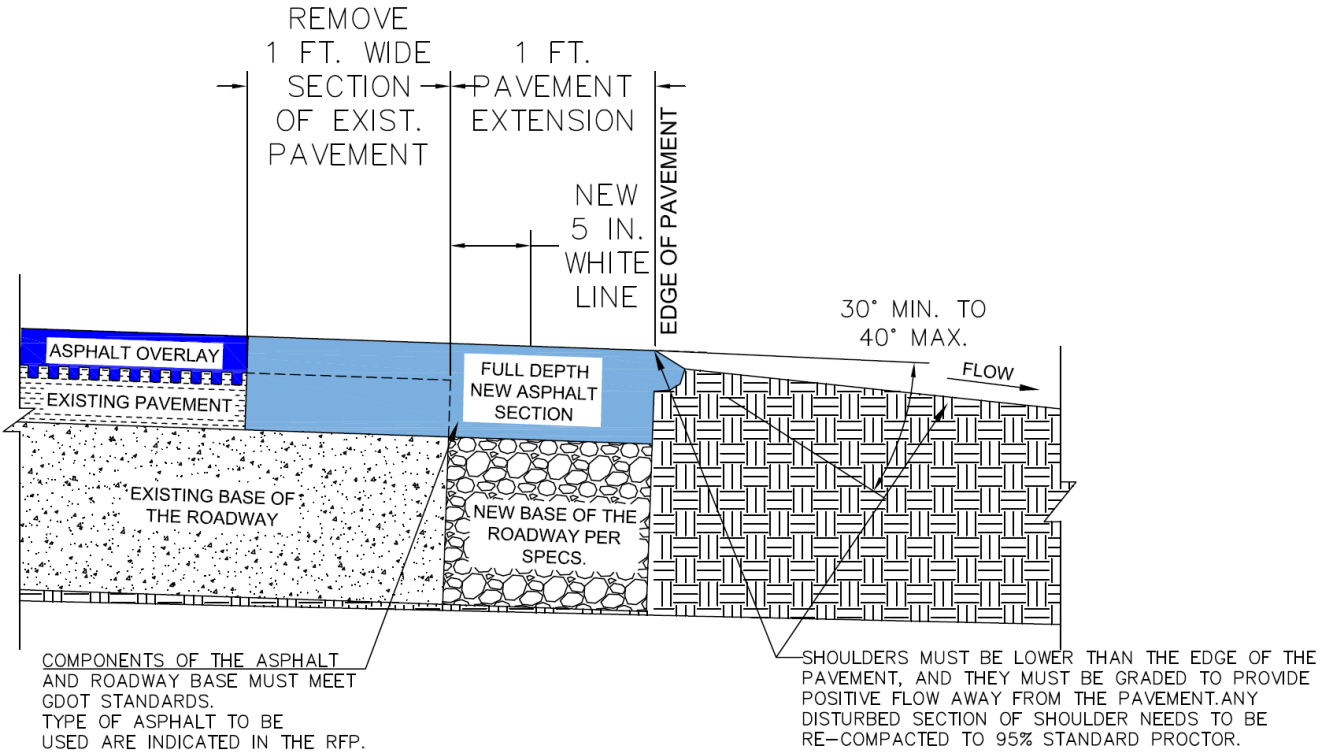 REMOVE
1 FT. WIDE
SECTION
OF EXIST.
PAVEMENT
1 FT.
PAVEMENT
EXTENSION
NEW
5 IN.
WHITE
LINE
EDGE OF PAVEMENT
30° MIN. TO
40° MAX.
FLOW
ASPHALT OVERLAY
EXISTING PAVEMENT
FULL DEPTH
NEW ASPHALT
SECTION
EXISTING BASE OF
THE ROADWAY
NEW BASE OF THE
ROADWAY PER
SPECS.
COMPONENTS OF THE ASPHALT
AND ROADWAY BASE MUST MEET
GDOT STANDARDS.
TYPE OF ASPHALT TO BE
USED ARE INDICATED IN THE RFP.
SHOULDERS MUST BE LOWER THAN THE EDGE OF THE
PAVEMENT, AND THEY MUST BE GRADED TO PROVIDE
POSITIVE FLOW AWAY FROM THE PAVEMENT.ANY
DISTURBED SECTION OF SHOULDER NEEDS TO BE
RE-COMPACTED TO 95% STANDARD PROCTOR.